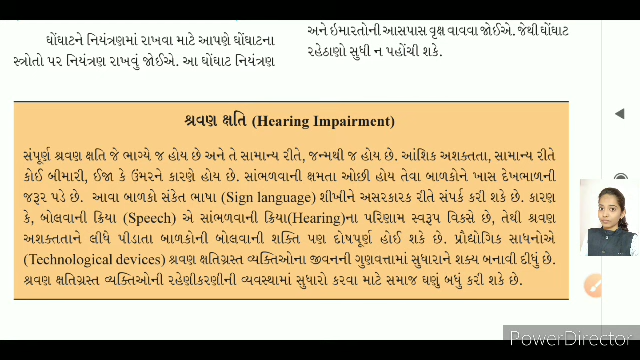 ઘોંઘાટને નિયંત્રણમાં રાખવા માટે આપણે ઘોંઘાટના
સ્ત્રોતો પર નિયંત્રણ રાખવું જોઈએ. આ ઘોંઘાટ નિયંત્રણ
અને ઇમારતોની આસપાસ વૃક્ષ વાવવા જોઈએ. જેથી ઘોંઘાટ
રહેઠાણો સુધી ન પહોંચી શકે.
શ્રવણ ક્ષતિ (Hearing Impairment)
સંપૂર્ણ શ્રવણ ક્ષતિ જે ભાગ્યે જ હોય છે અને તે સામાન્ય રીતે, જન્મથી જ હોય છે. આંશિક અશક્તતા, સામાન્ય રીતે
કોઈ બીમારી, ઈજા કે ઉંમરને કારણે હોય છે. સાંભળવાની ક્ષમતા ઓછી હોય તેવા બાળકોને ખાસ દેખભાળની
જરૂર પડે છે. આવા બાળકો સંકેત ભાષા (Sign language) શીખીને અસરકારક રીતે સંપર્ક કરી શકે છે. કારણ
કે, બોલવાની ક્રિયા (Speech) એ સાંભળવાની ક્રિયા(Hearing)ના પરિણામ સ્વરૂપ વિકસે છે, તેથી શ્રવણ
અશક્તતાને લીધે પીડાતા બાળકોની બોલવાની શક્તિ પણ દોષપૂર્ણ હોઈ શકે છે. પ્રૌદ્યોગિક સાધનોએ
(Technological devices) શ્રવણ ક્ષતિગ્રસ્ત વ્યક્તિઓના જીવનની ગુણવત્તામાં સુધારાને શક્ય બનાવી દીધું છે.
શ્રવણ ક્ષતિગ્રસ્ત વ્યક્તિઓની રહેણીકરણીની વ્યવસ્થામાં સુધારો કરવા માટે સમાજ ઘણું બધું કરી શકે છે.
PowerDirector